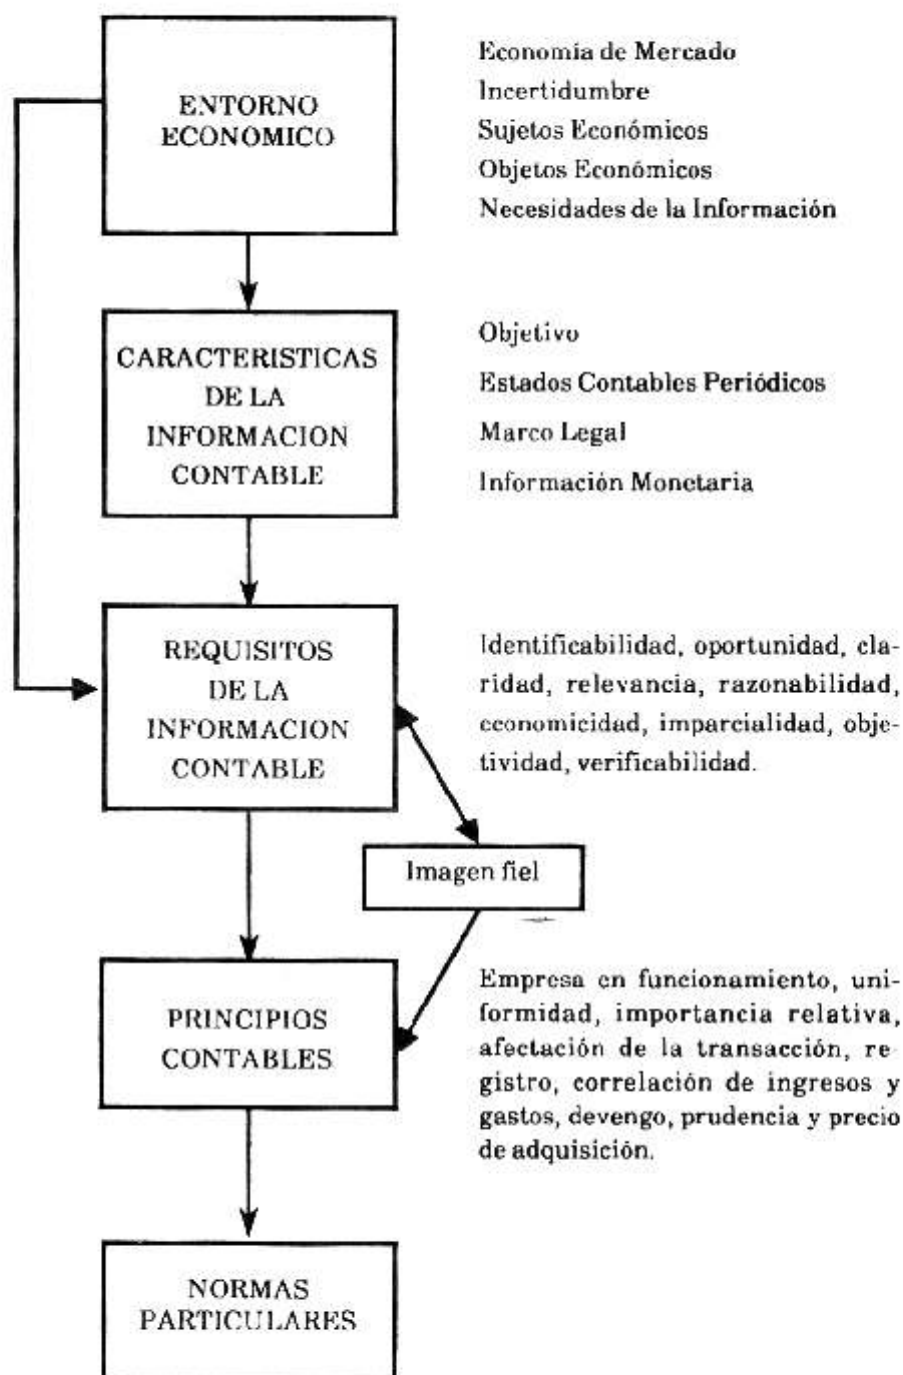 ENTORNO
ECONOMICO
Economía de Mercado
Incertidumbre
Sujetos Económicos
Objetos Económicos
Necesidades de la Información
CARACTERISTICAS
DE LA
INFORMACION
CONTABLE
Objetivo
Estados Contables Periódicos
Marco Legal
Información Monetaria
REQUISITOS
DE LA
INFORMACION
CONTABLE
Identificabilidad, oportunidad, cla-
ridad, relevancia, razonabilidad,
economicidad, imparcialidad, obje-
tividad, verificabilidad.
Imagen fiel
PRINCIPIOS
CONTABLES
Empresa en funcionamiento, uni-
formidad, importancia relativa,
afectación de la transacción, re-
gistro, correlación de ingresos y
gastos, devengo, prudencia y precio
de adquisición.
NORMAS
PARTICULARES